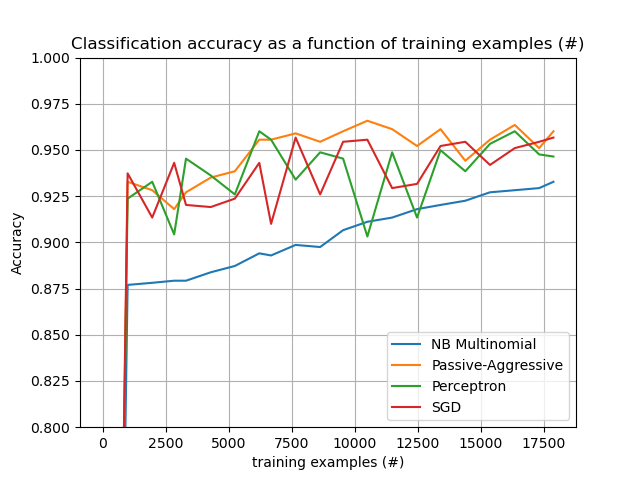 Classification accuracy as a function of training examples (#)
1.000
0.975
0.950
0.925
0.900
0.875
0.850
0.825
0.800
Accuracy
NB Multinomial
Passive-Aggressive
Perceptron
SGD
0 2500 5000 7500 10000 12500 15000 17500
training examples (#)